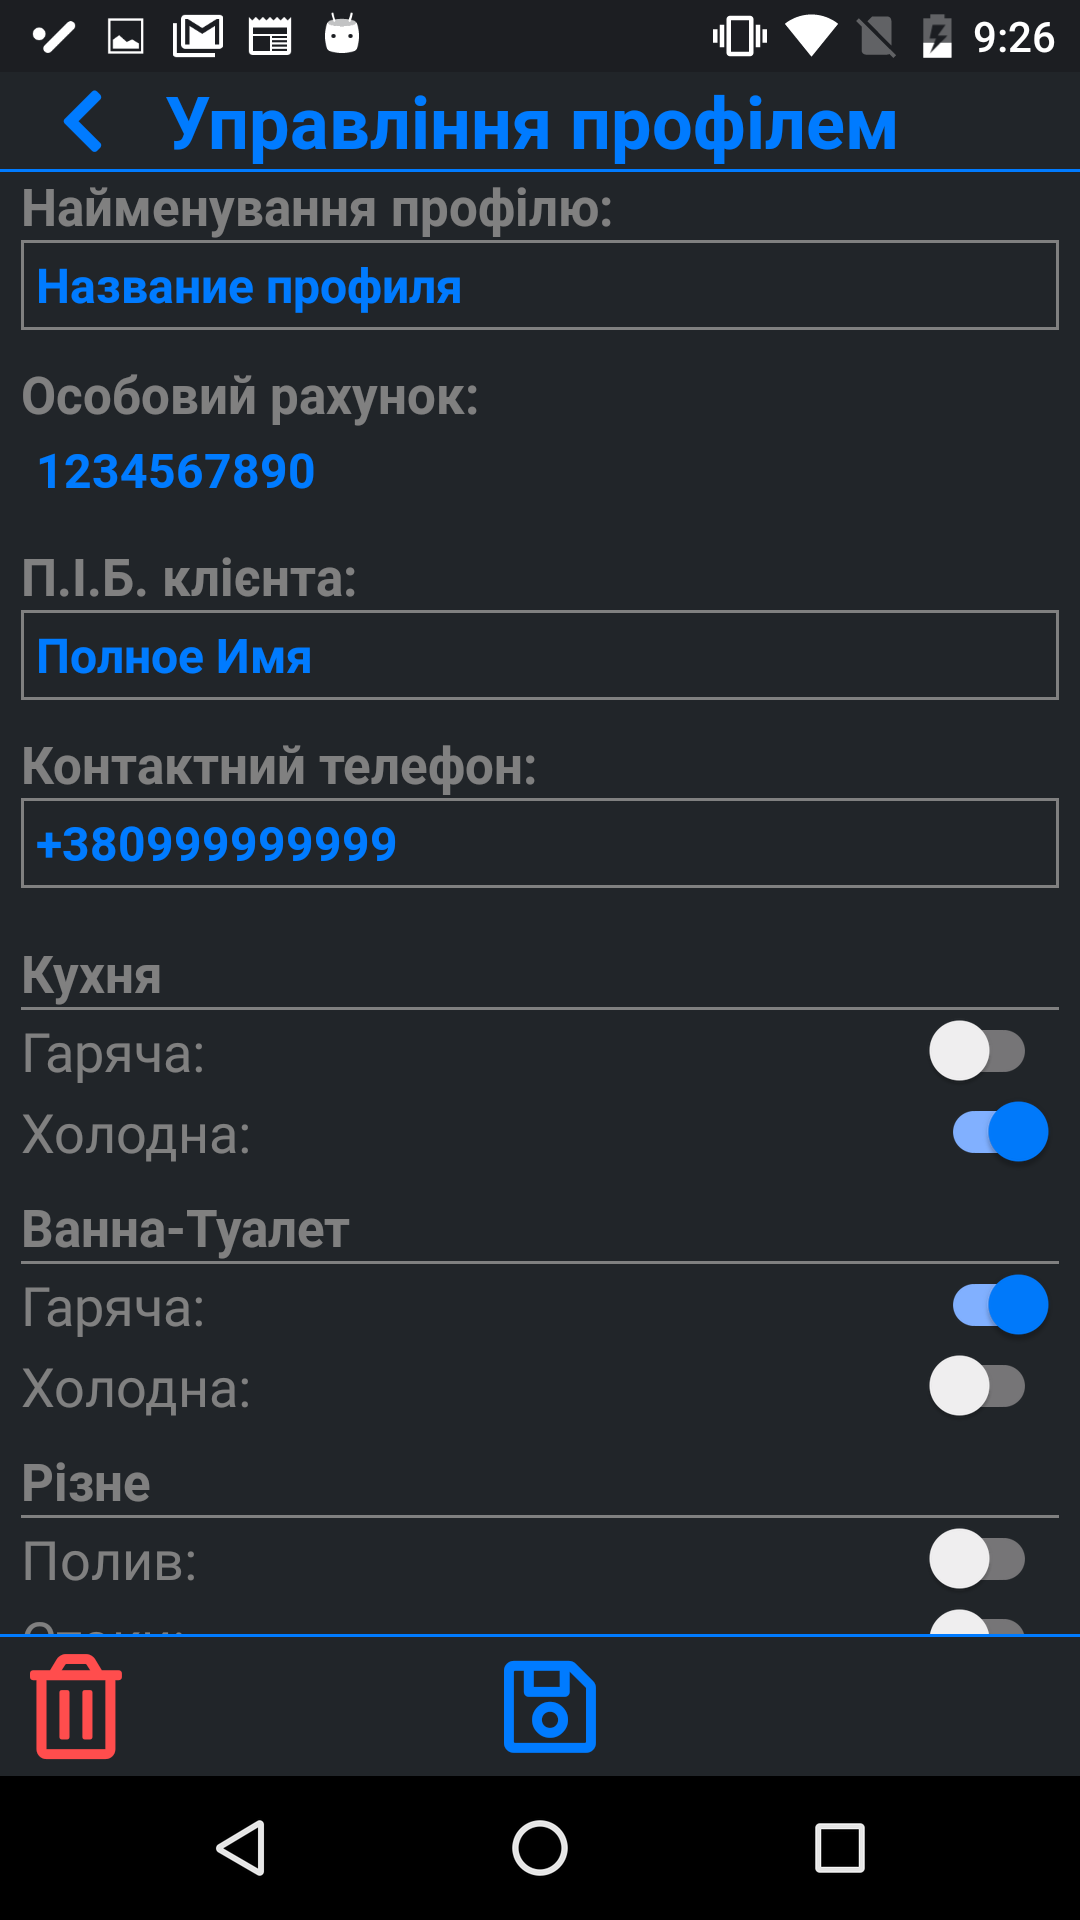 9:26
Управління профілем
Найменування профілю:
Название профиля
Особовий рахунок:
1234567890
П.І.Б. клієнта:
Полное Имя
Контактний телефон:
+380999999999
Кухня
Гаряча:
Холодна:
Ванна-Туалет
Гаряча:
Холодна:
Різне
Полив: